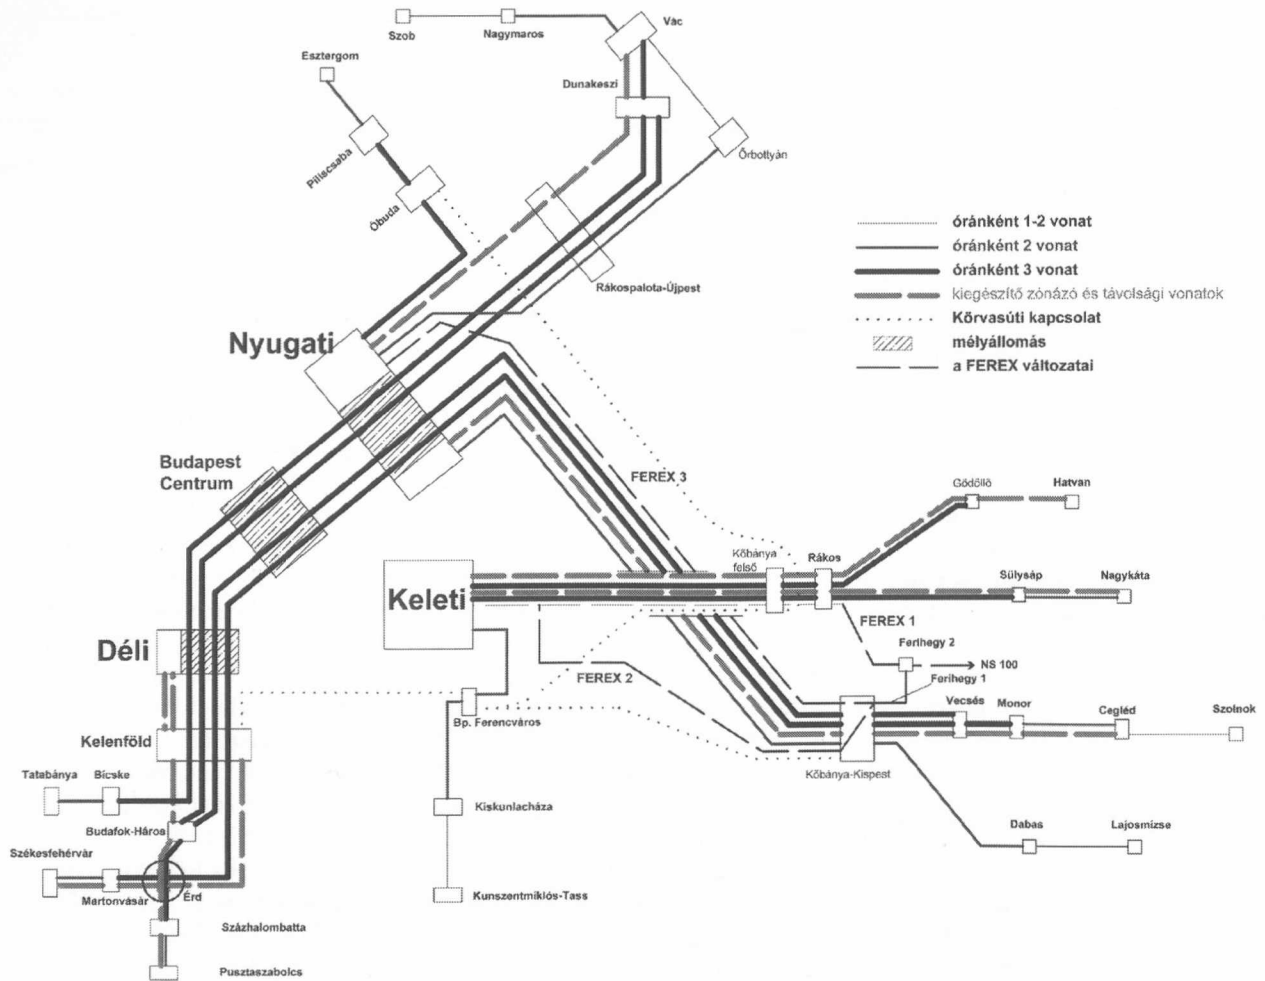 Szob
Nagymaros
Vác
Esztergom
Dunakeszi
Piliscsaba
Őrbottyán
Óbuda
Rákospalota-Újpest
óránként 1-2 vonat
óránként 2 vonat
óránként 3 vonat
kiegészítő zónázó és távolsági vonatok
Körvasúti kapcsolat
mélyállomás
a FEREX változatai
Nyugati
Budapest
Centrum
FEREX 3
Gödöllő
Hatvan
Kőbánya
felső
Rákos
Keleti
Sülysáp
Nagykáta
FEREX 1
Déli
Ferihegy 2
NS 100
FEREX 2
Ferihegy 1
Bp. Ferencváros
Vecsés
Monor
Cegléd
Szolnok
Kelenföld
Kőbánya-Kispest
Tatabánya
Bicske
Kiskunlacháza
Budafok-Háros
Dabas
Lajosmizse
Székesfehérvár
Martonvásár
Érd
Kunszentmiklós-Tass
Százhalombatta
Pusztaszabolcs